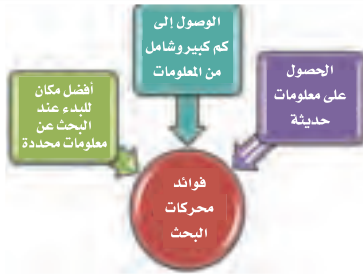 الحصول
على معلومات
حديثة
الوصول إلى
كم كبير وشامل
من المعلومات
أفضل مكان
للبدء عند
البحث عن
معلومات محددة
فوائد
محركات
البحث